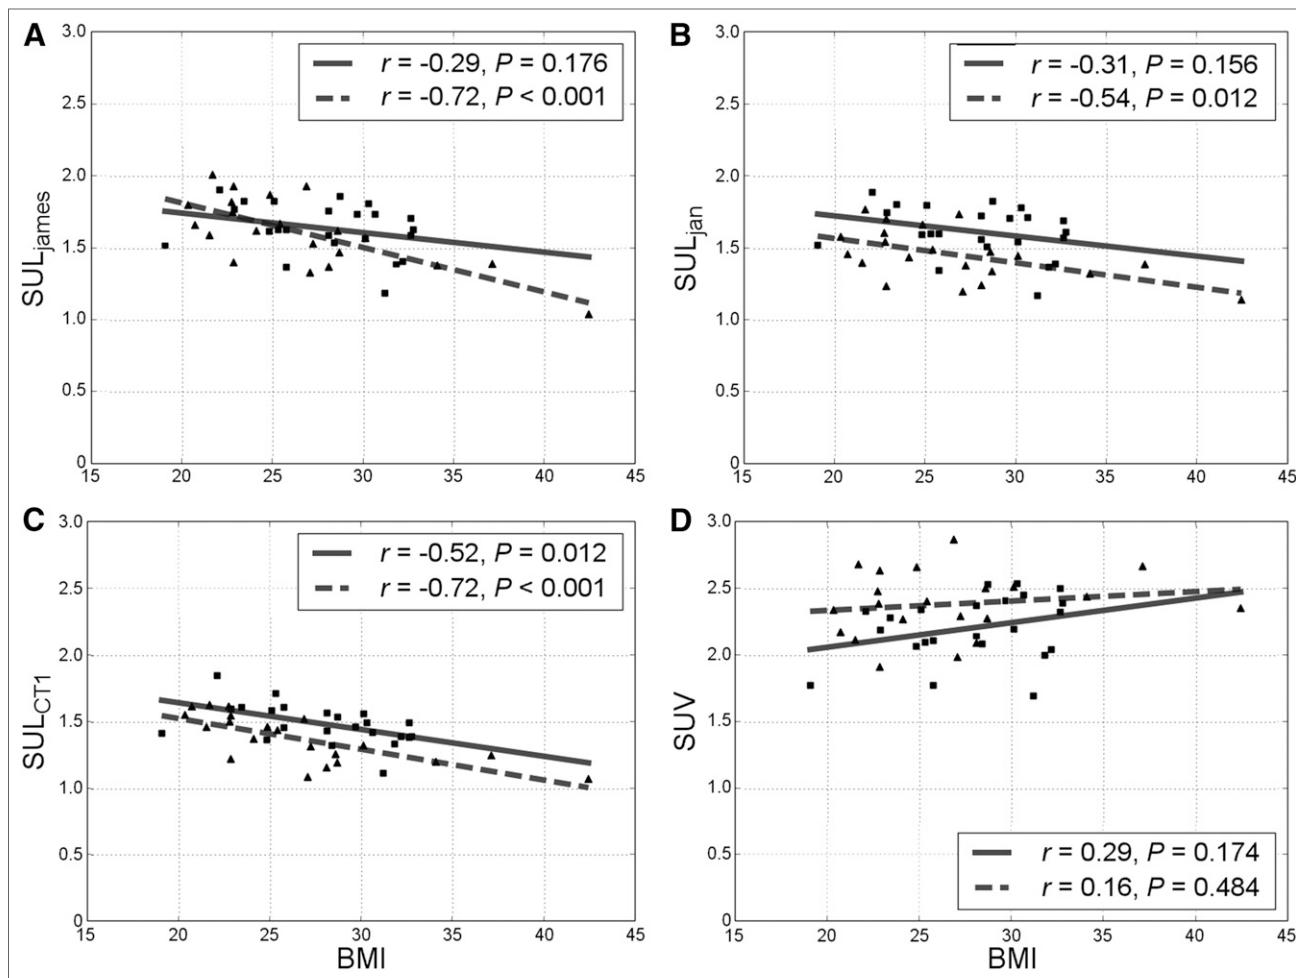 A
3.0
2.5
2.0
1.5
1.0
0.5
0
SUL_james
r = -0.29, P = 0.176
r = -0.72, P < 0.001
15 20 25 30 35 40 45
B
3.0
2.5
2.0
1.5
1.0
0.5
0
SUL_jan
r = -0.31, P = 0.156
r = -0.54, P = 0.012
15 20 25 30 35 40 45
C
3.0
2.5
2.0
1.5
1.0
0.5
0
SUL_CT1
r = -0.52, P = 0.012
r = -0.72, P < 0.001
15 20 25 30 35 40 45
BMI
D
3.0
2.5
2.0
1.5
1.0
0.5
0
SUV
r = 0.29, P = 0.174
r = 0.16, P = 0.484
15 20 25 30 35 40 45
BMI